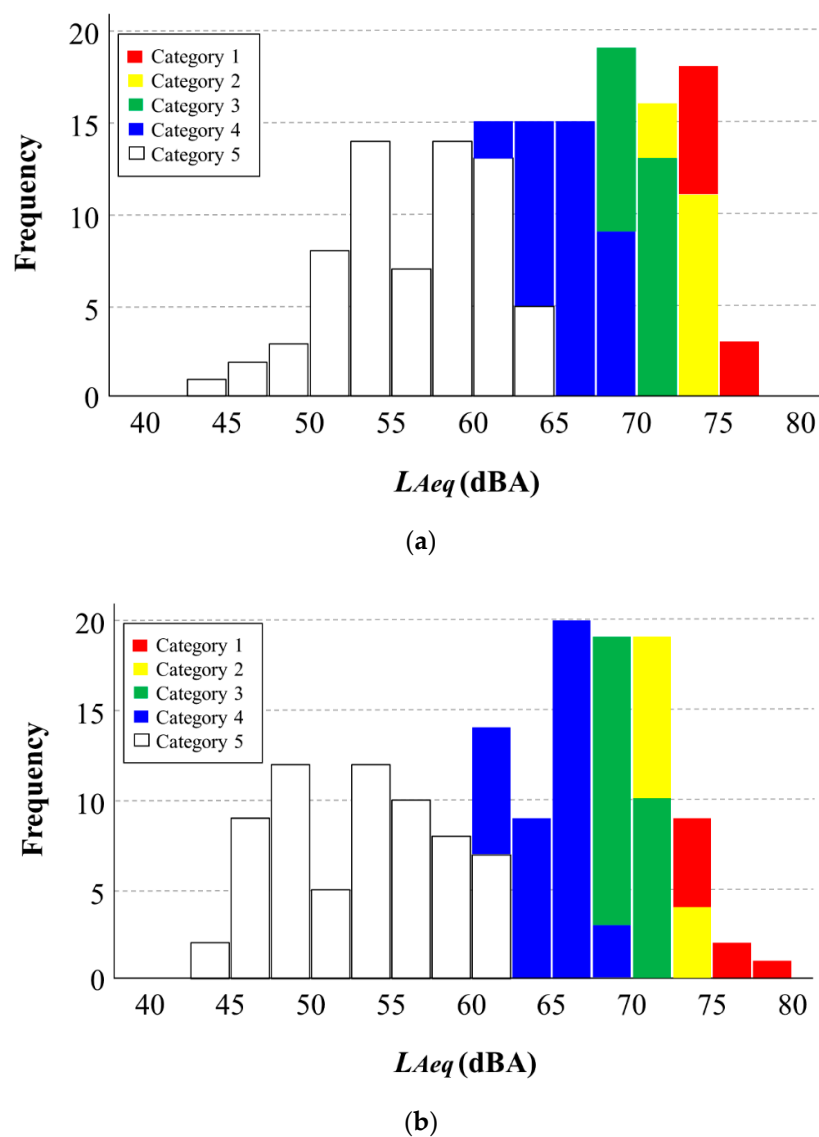 20
15
10
5
0
Frequency
Category 1
Category 2
Category 3
Category 4
Category 5
40 45 50 55 60 65 70 75 80
LAeq (dBA)
(a)
20
15
10
5
0
Frequency
Category 1
Category 2
Category 3
Category 4
Category 5
40 45 50 55 60 65 70 75 80
LAeq (dBA)
(b)